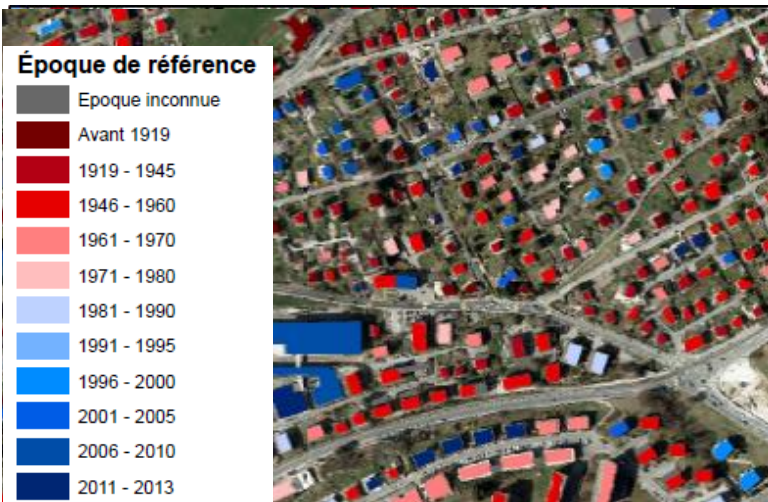 Époque de référence
Epoque inconnue
Avant 1919
1919 - 1945
1946 - 1960
1961 - 1970
1971 - 1980
1981 - 1990
1991 - 1995
1996 - 2000
2001 - 2005
2006 - 2010
2011 - 2013